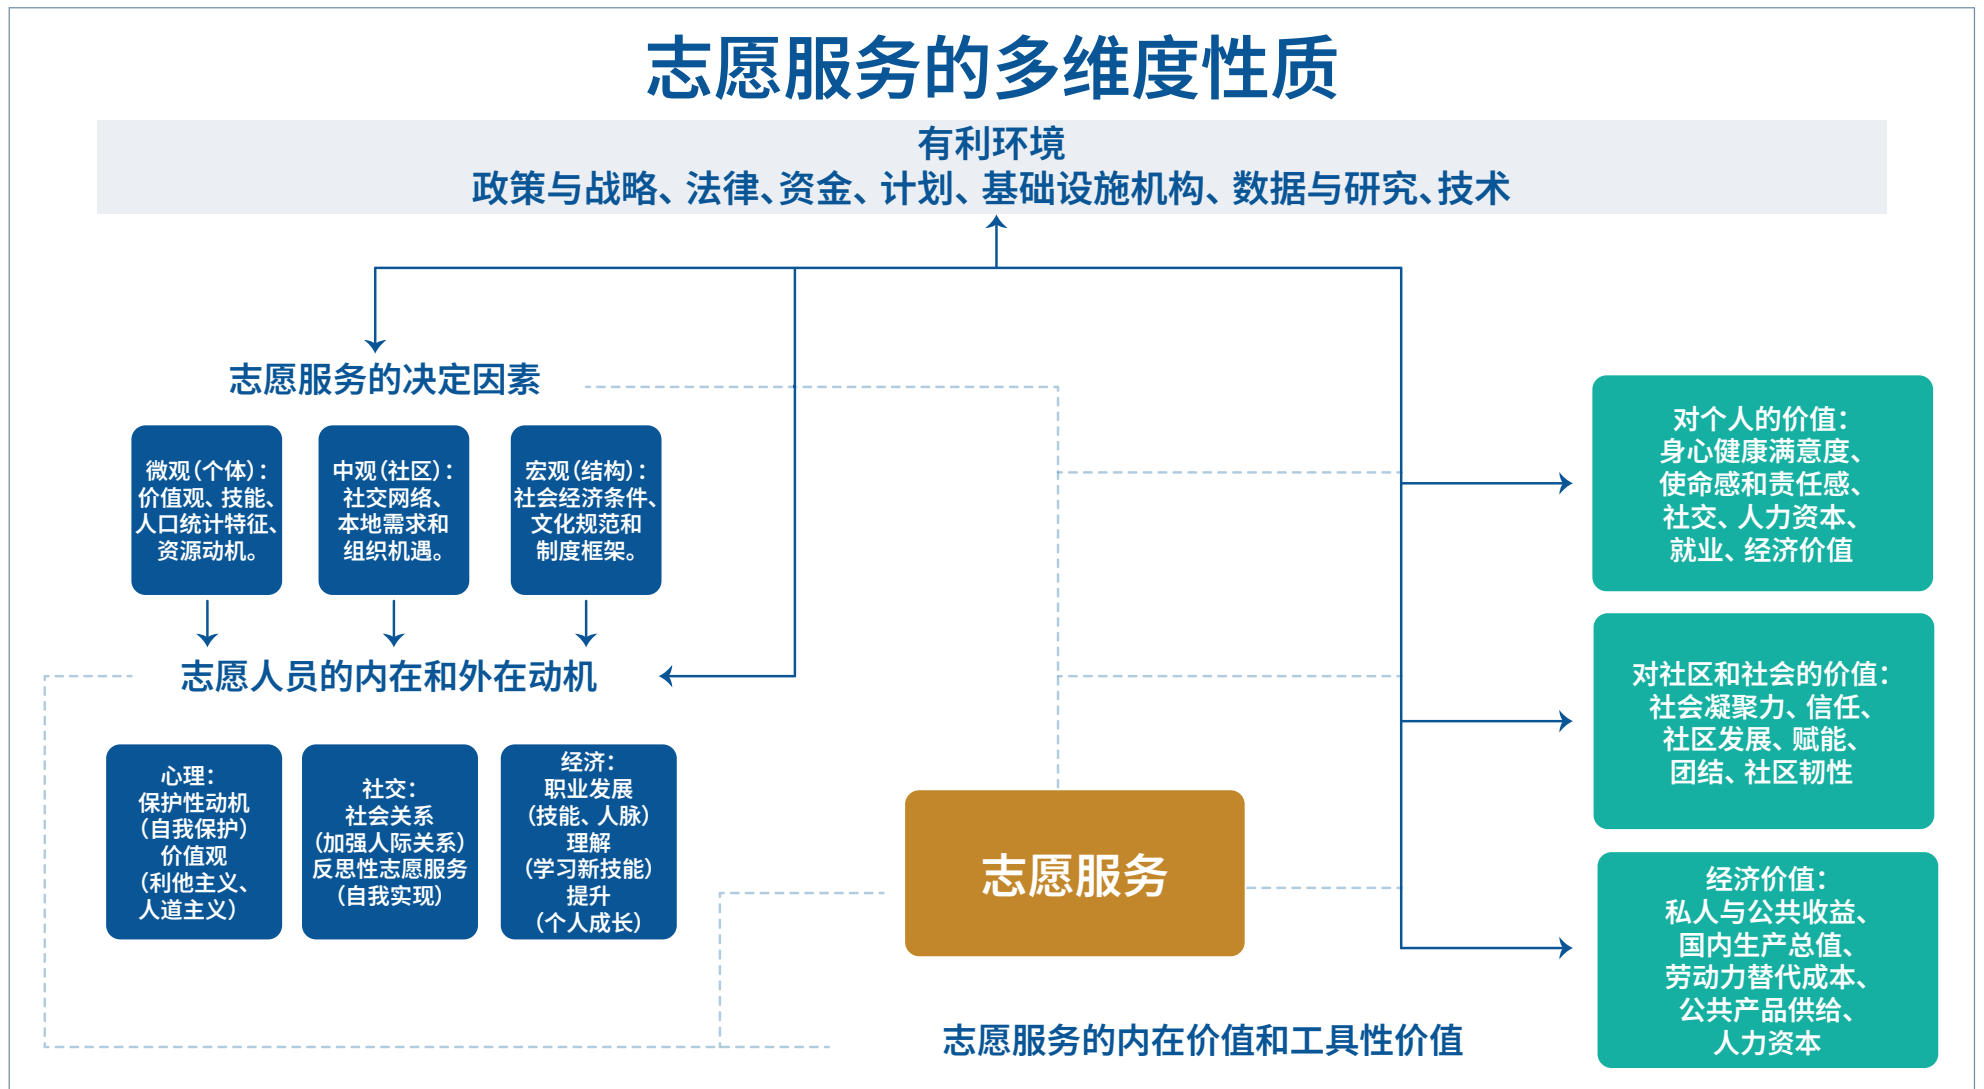 志愿服务的多维度性质
有利环境
政策与战略、法律、资金、计划、基础设施机构、数据与研究、技术
志愿服务的决定因素
微观（个体）：
价值观、技能、
人口统计特征、
资源动机。
中观（社区）：
社交网络、
本地需求和
组织机遇。
宏观（结构）：
社会经济条件、
文化规范和
制度框架。
志愿人员的内在和外在动机
心理：
保护性动机
（自我保护）
价值观
（利他主义、
人道主义）
社交：
社会关系
（加强人际关系）
反思性志愿服务
（自我实现）
经济：
职业发展
（技能、人脉）
理解
（学习新技能）
提升
（个人成长）
志愿服务
志愿服务的内在价值和工具性价值
对个人的价值：
身心健康满意度、
使命感和责任感、
社交、人力资本、
就业、经济价值
对社区和社会的价值：
社会凝聚力、信任、
社区发展、赋能、
团结、社区韧性
经济价值：
私人与公共收益、
国内生产总值、
劳动力替代成本、
公共产品供给、
人力资本